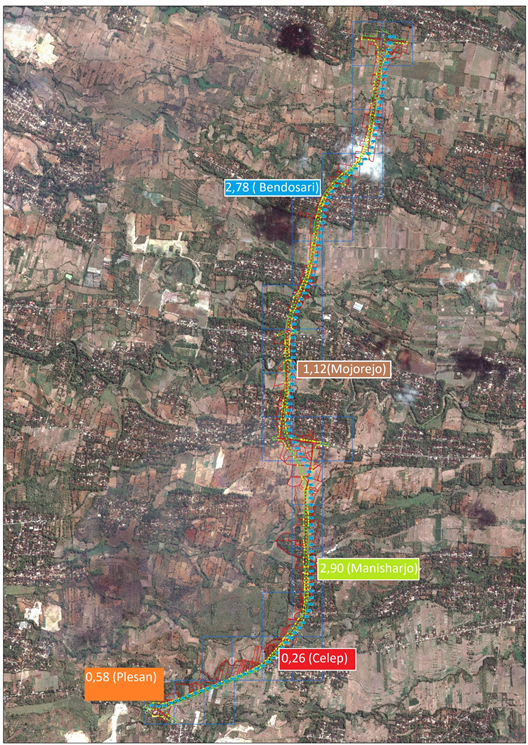 2,78 ( Bendosari)
1,12(Mojorejo)
2,90 (Manisharjo)
0,26 (Celep)
0,58 (Plesan)